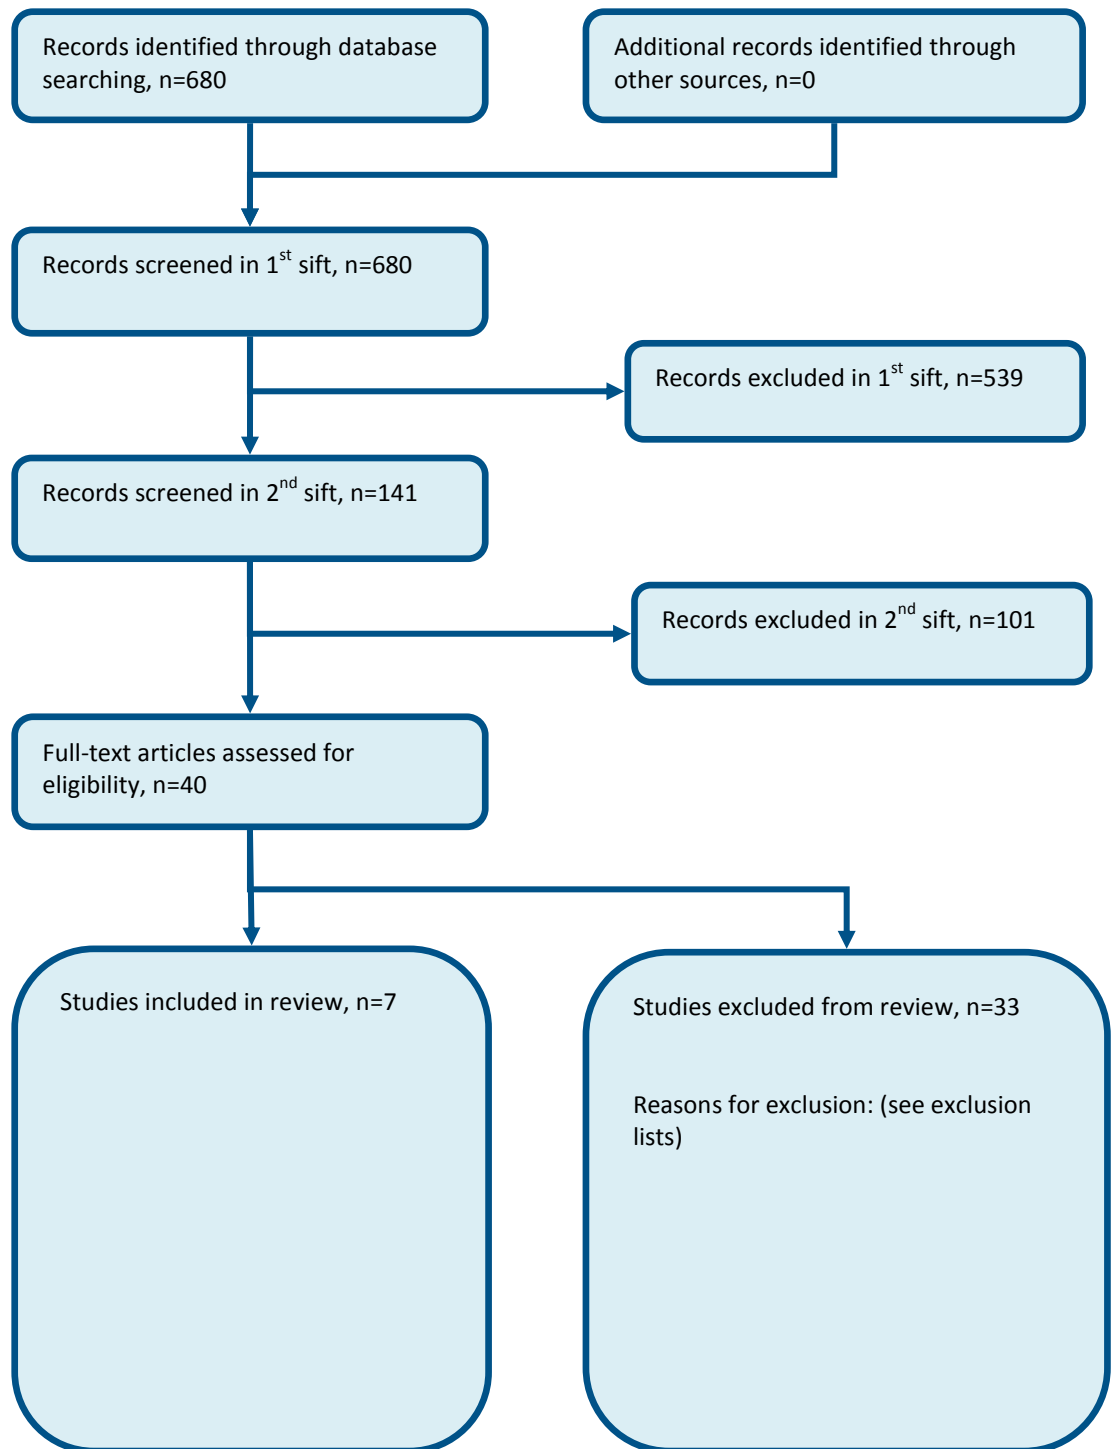 Records identified through database
searching, n=680
Additional records identified through
other sources, n=0
Records screened in 1st sift, n=680
Records excluded in 1st sift, n=539
Records screened in 2nd sift, n=141
Records excluded in 2nd sift, n=101
Full-text articles assessed for
eligibility, n=40
Studies included in review, n=7
Studies excluded from review, n=33
Reasons for exclusion: (see exclusion
lists)